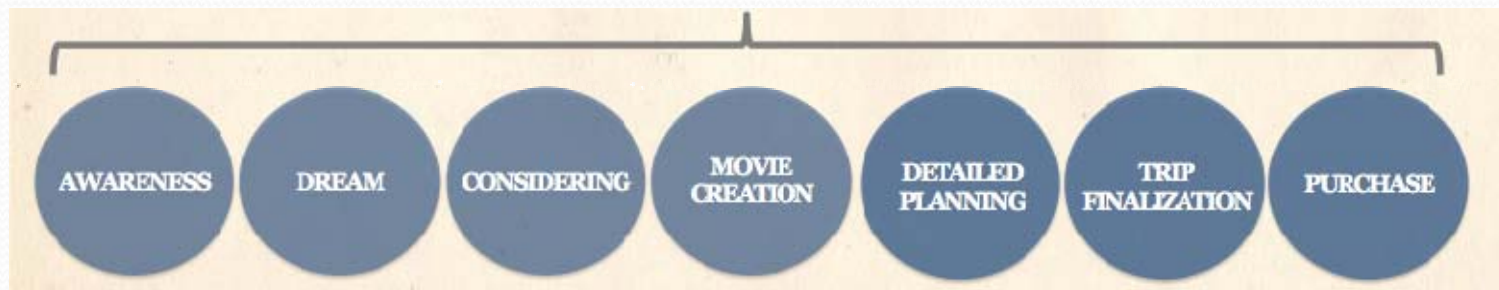 AWARENESS
DREAM
CONSIDERING
MOVIE
CREATION
DETAILED
PLANNING
TRIP
FINALIZATION
PURCHASE